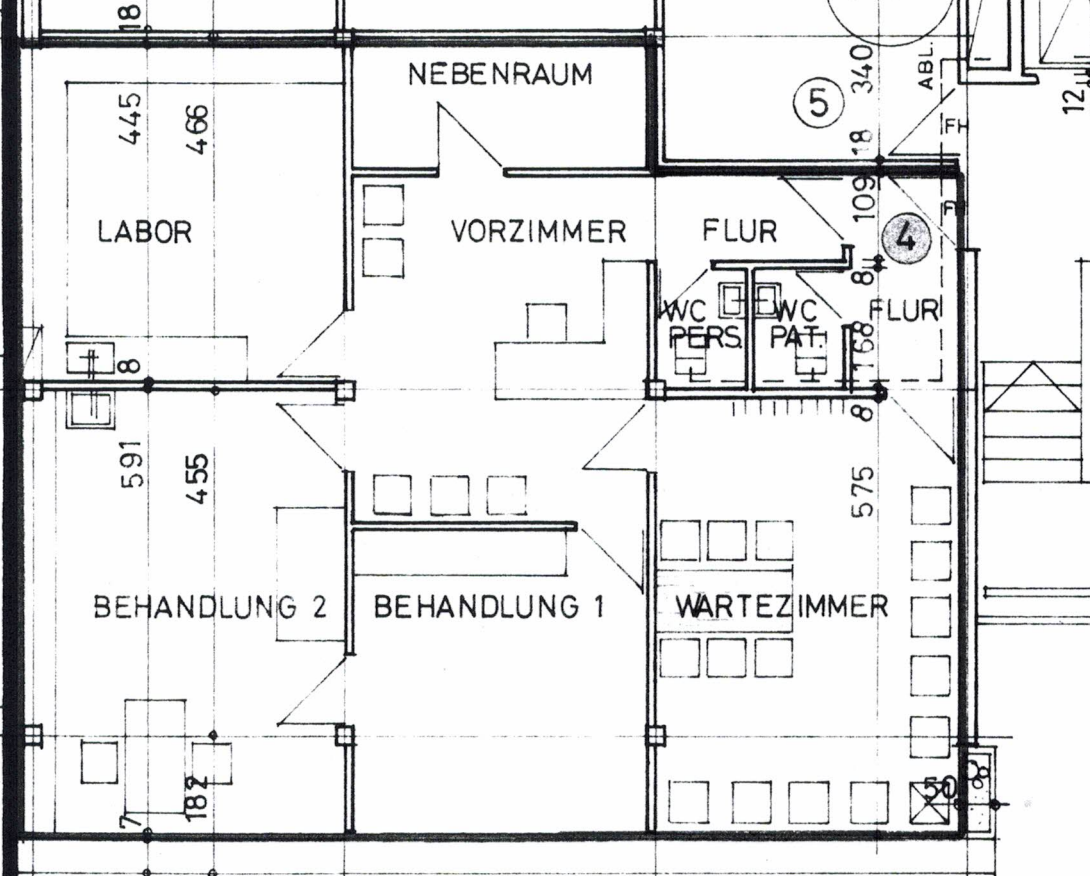 18
NEBENRAUM
340
ABL.
5
12
445
466
FH
18
109
FH
LABOR
VORZIMMER
FLUR
4
8
WC
PERS.
WC
PAT.
FLUR
168
8
8
591
455
575
BEHANDLUNG 2
BEHANDLUNG 1
WARTEZIMMER
182
7
50